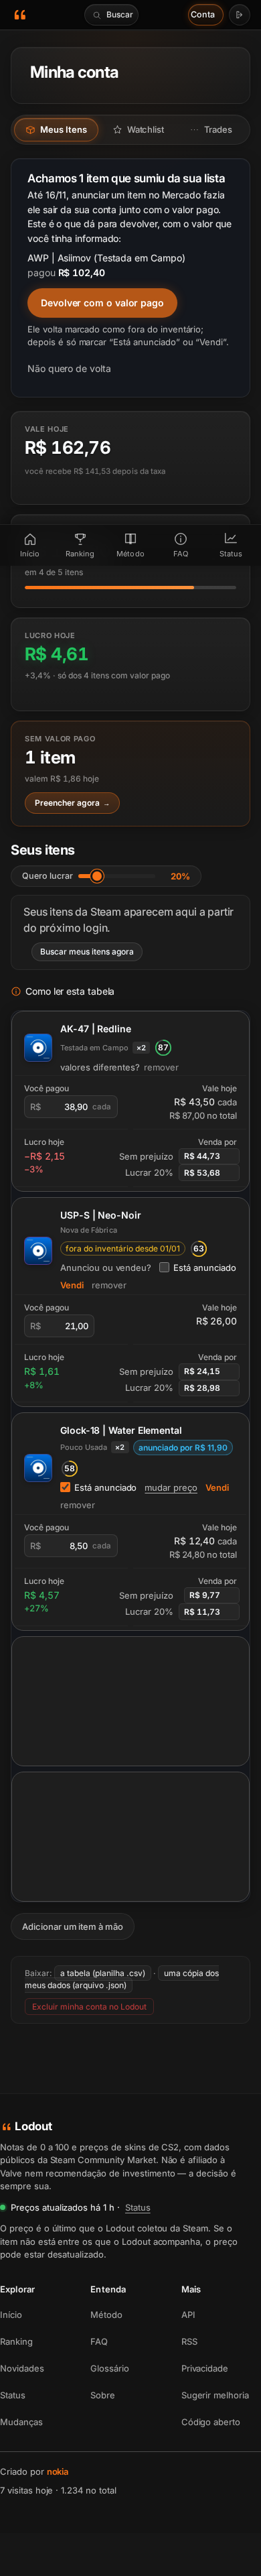 Buscar
Conta
Minha conta
Meus Itens
Watchlist
Trades
Achamos 1 item que sumiu da sua lista
Até 16/11, anunciar um item no Mercado fazia
ele sair da sua conta junto com o valor pago.
Este é o que dá para devolver, com o valor que
você tinha informado:
AWP | Asiimov (Testada em Campo)
pagou R$ 102,40
Devolver com o valor pago
Ele volta marcado como fora do inventário;
depois é só marcar “Está anunciado” ou “Vendi”.
Não quero de volta
VALE HOJE
R$ 162,76
você recebe R$ 141,53 depois da taxa
Início
Ranking
Método
FAQ
Status
em 4 de 5 itens
LUCRO HOJE
R$ 4,61
+3,4% · só dos 4 itens com valor pago
SEM VALOR PAGO
1 item
valem R$ 1,86 hoje
Preencher agora →
Seus itens
Quero lucrar 20%
Seus itens da Steam aparecem aqui a partir
do próximo login.
Buscar meus itens agora
Como ler esta tabela
AK-47 | Redline
Testada em Campo ×2 87
valores diferentes? remover
Você pagou
Vale hoje
R$ 38,90 cada
R$ 43,50 cada
R$ 87,00 no total
Lucro hoje
Venda por
−R$ 2,15
Sem prejuízo R$ 44,73
−3%
Lucrar 20% R$ 53,68
USP-S | Neo-Noir
Nova de Fábrica
fora do inventário desde 01/01 63
Anunciou ou vendeu? Está anunciado
Vendi remover
Você pagou
Vale hoje
R$ 21,00
R$ 26,00
Lucro hoje
Venda por
R$ 1,61
Sem prejuízo R$ 24,15
+8%
Lucrar 20% R$ 28,98
Glock-18 | Water Elemental
Pouco Usada ×2 anunciado por R$ 11,90
58
Está anunciado mudar preço Vendi
remover
Você pagou
Vale hoje
R$ 8,50 cada
R$ 12,40 cada
R$ 24,80 no total
Lucro hoje
Venda por
R$ 4,57
Sem prejuízo R$ 9,77
+27%
Lucrar 20% R$ 11,73
Adicionar um item à mão
Baixar: a tabela (planilha .csv) · uma cópia dos
meus dados (arquivo .json)
Excluir minha conta no Lodout
Lodout
Notas de 0 a 100 e preços de skins de CS2, com dados
públicos da Steam Community Market. Não é afiliado à
Valve nem recomendação de investimento — a decisão é
sempre sua.
Preços atualizados há 1 h · Status
O preço é o último que o Lodout coletou da Steam. Se o
item não está entre os que o Lodout acompanha, o preço
pode estar desatualizado.
Explorar
Entenda
Mais
Início
Método
API
Ranking
FAQ
RSS
Novidades
Glossário
Privacidade
Status
Sobre
Sugerir melhoria
Mudanças
Código aberto
Criado por nokia
7 visitas hoje · 1.234 no total